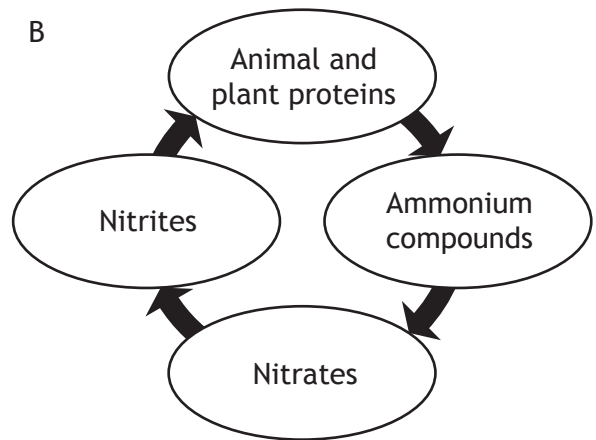 B
Animal and
plant proteins
Nitrites
Ammonium
compounds
Nitrates